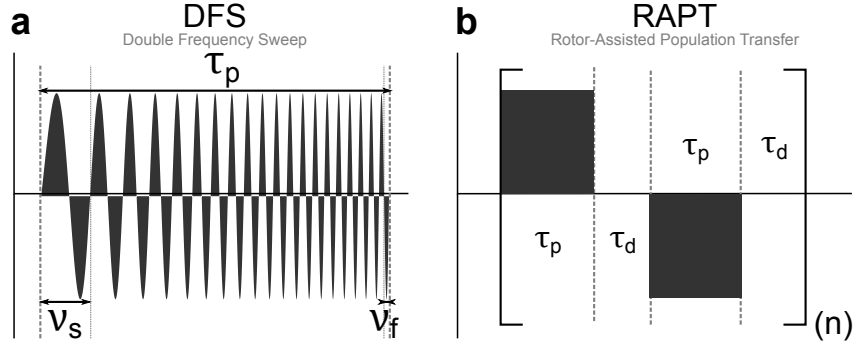 a
DFS
Double Frequency Sweep
τp
νs
νf
b
RAPT
Rotor-Assisted Population Transfer
τp
τd
τp
τd
(n)